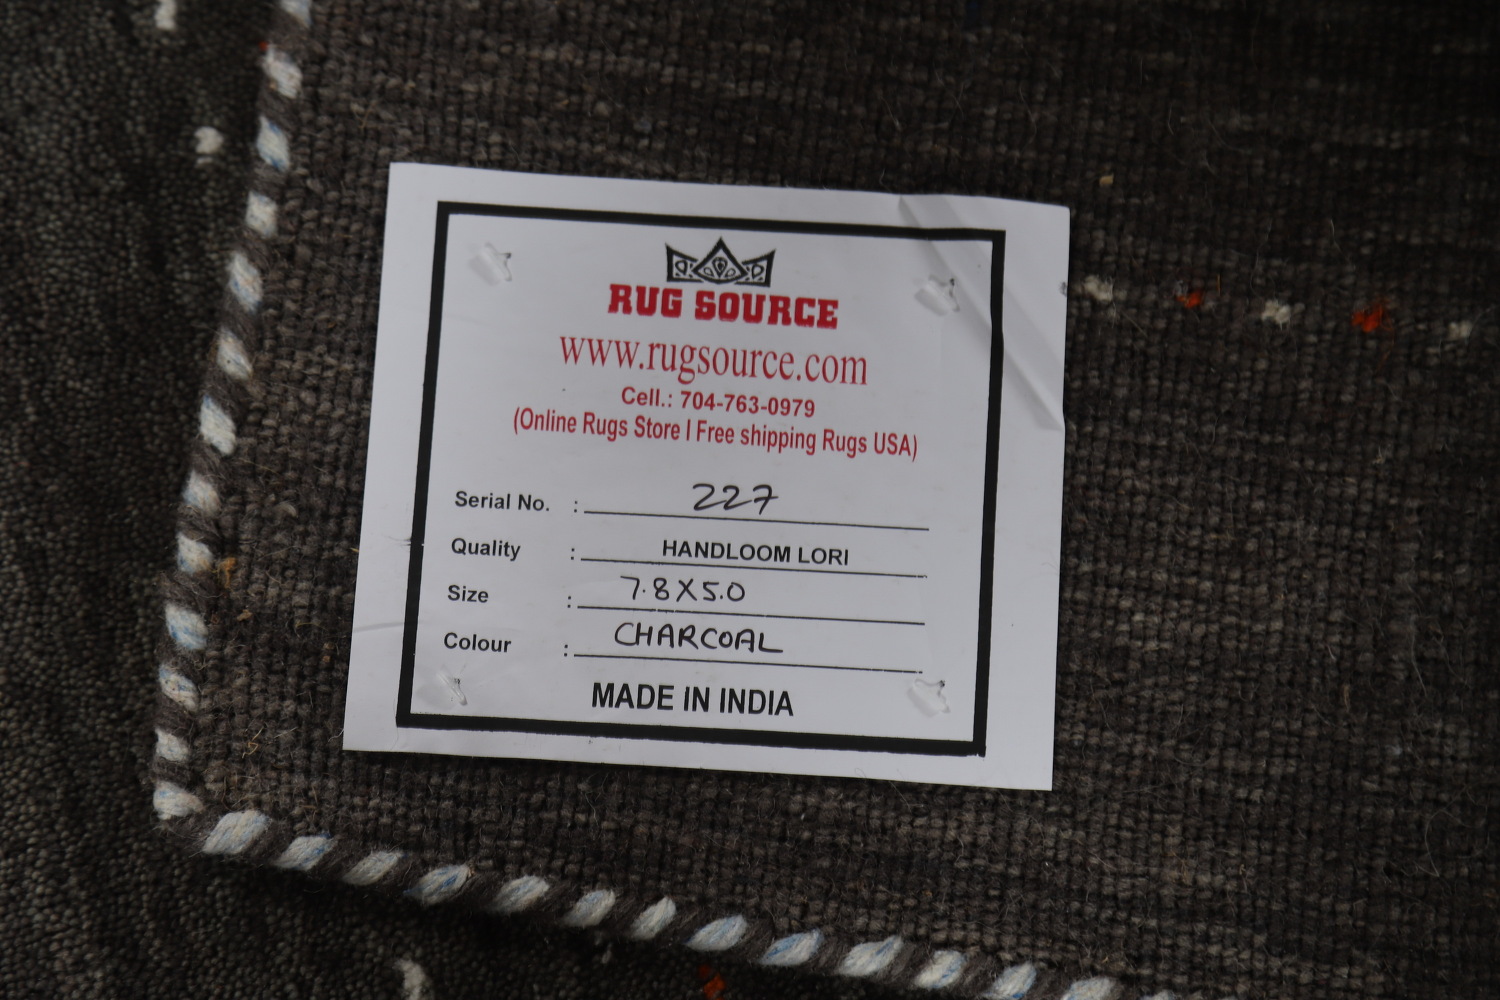 RUG SOURCE
www.rugsource.com
Cell.: 704-763-0979
(Online Rugs Store | Free shipping Rugs USA)
Serial No. : 227
Quality : HANDLOOM LORI
Size : 7.8X5.0
Colour : CHARCOAL
MADE IN INDIA